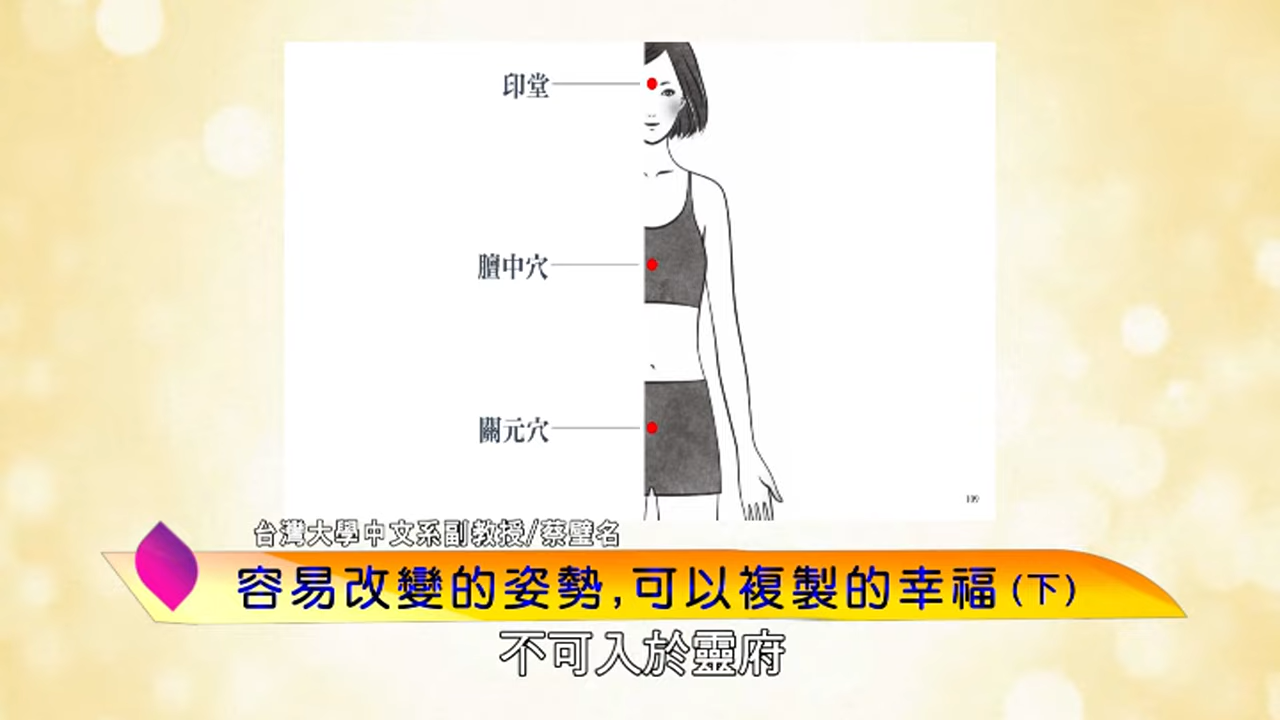 印堂
膻中穴
關元穴
109
台灣大學中文系副教授/蔡璧名
容易改變的姿勢,可以複製的幸福(下)
不可入於靈府